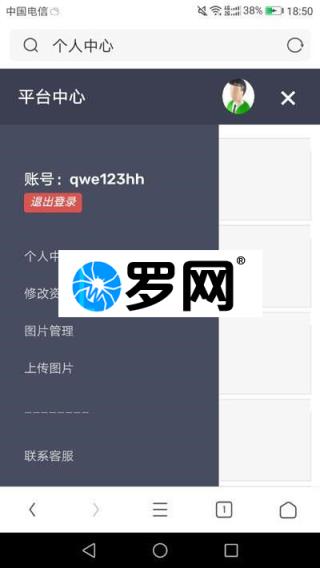 中国电信 38% 18:50
个人中心
平台中心
账号：qwe123hh
退出登录
个人中
罗网®
修改资
图片管理
上传图片
--------
联系客服
1